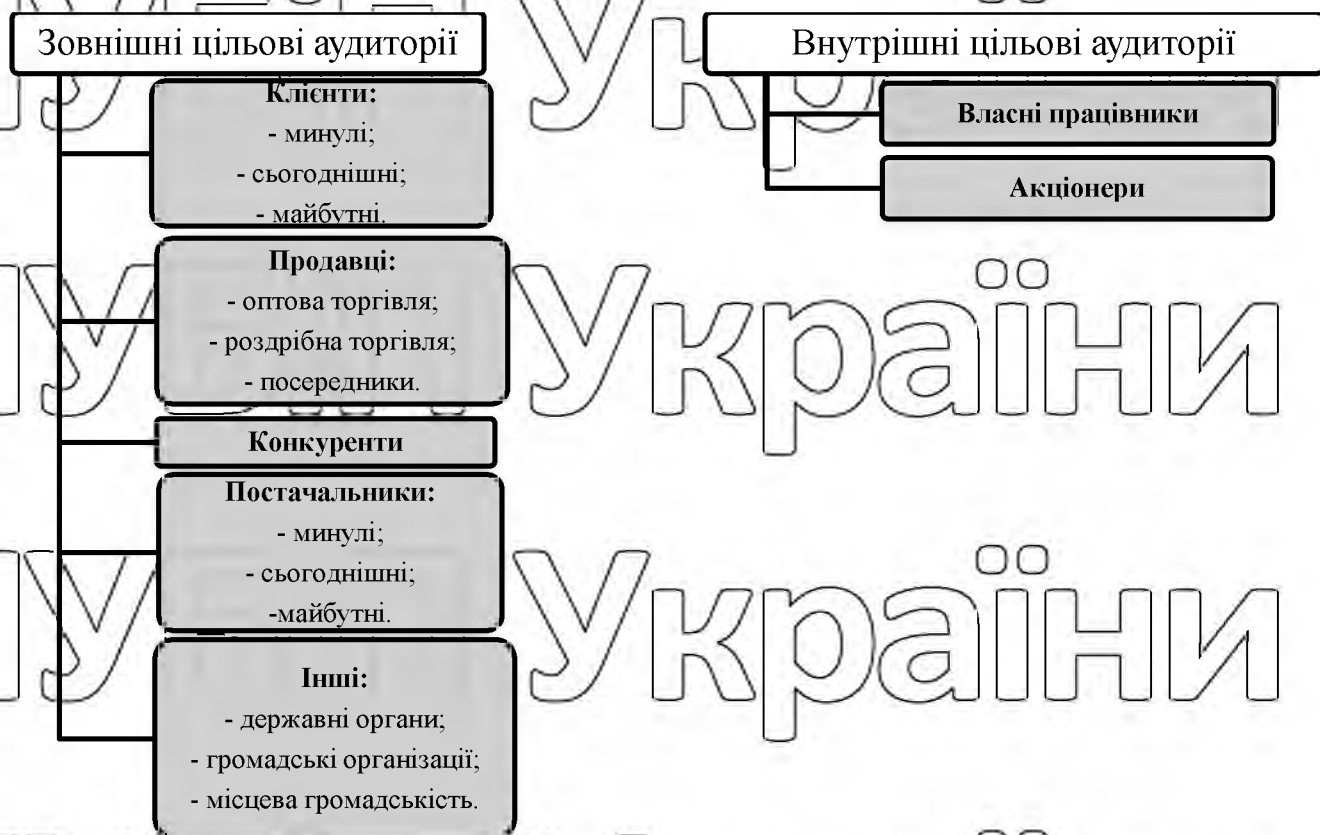 Зовнішні цільові аудиторії
Клієнти:
- минулі;
- сьогоднішні;
- майбутні.
Продавці:
- оптова торгівля;
- роздрібна торгівля;
- посередники.
Конкуренти
Постачальники:
- минулі;
- сьогоднішні;
-майбутні.
Інші:
- державні органи;
- громадські організації;
- місцева громадськість.
Внутрішні цільові аудиторії
Власні працівники
Акціонери
України
України